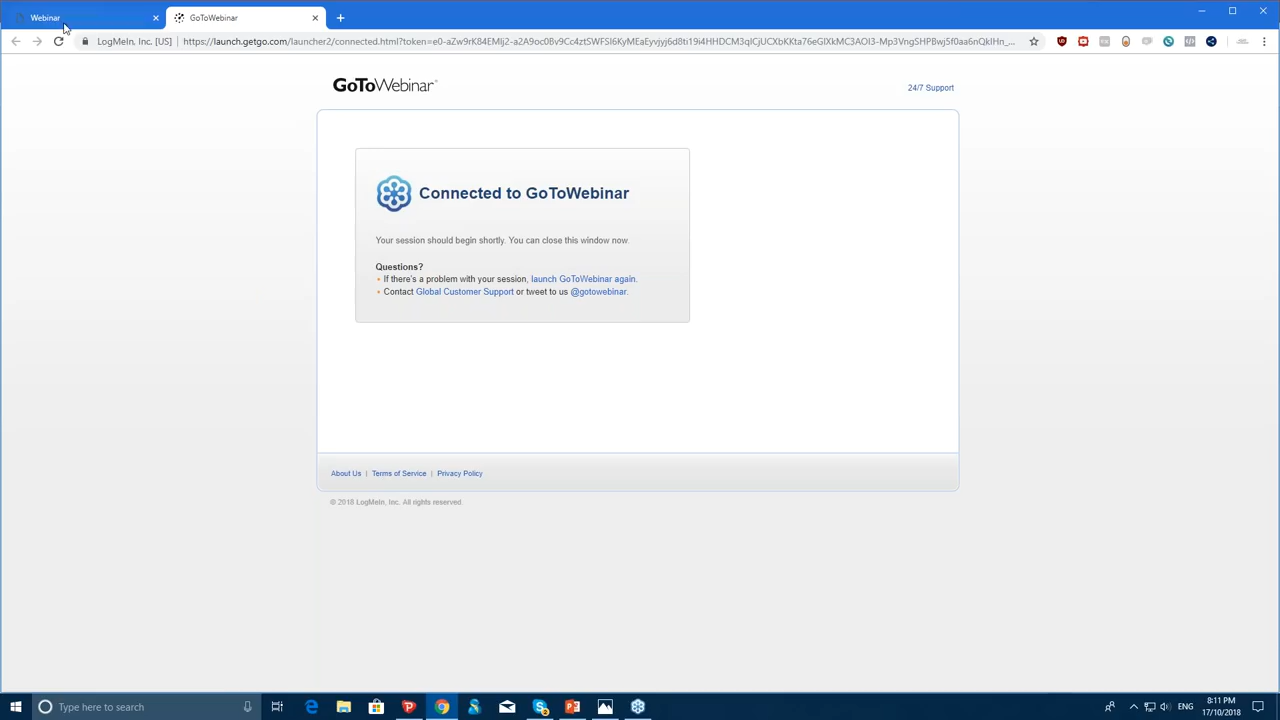 Webinar
GoToWebinar
LogMeIn, Inc. [US]
GoToWebinar
24/7 Support
Connected to GoToWebinar
Your session should begin shortly. You can close this window now.
Questions?
If there's a problem with your session, launch GoToWebinar again.
Contact Global Customer Support or tweet to us @gotowebinar.
About Us | Terms of Service | Privacy Policy
© 2018 LogMeIn, Inc. All rights reserved.
Type here to search
ENG
8:11 PM
17/10/2018